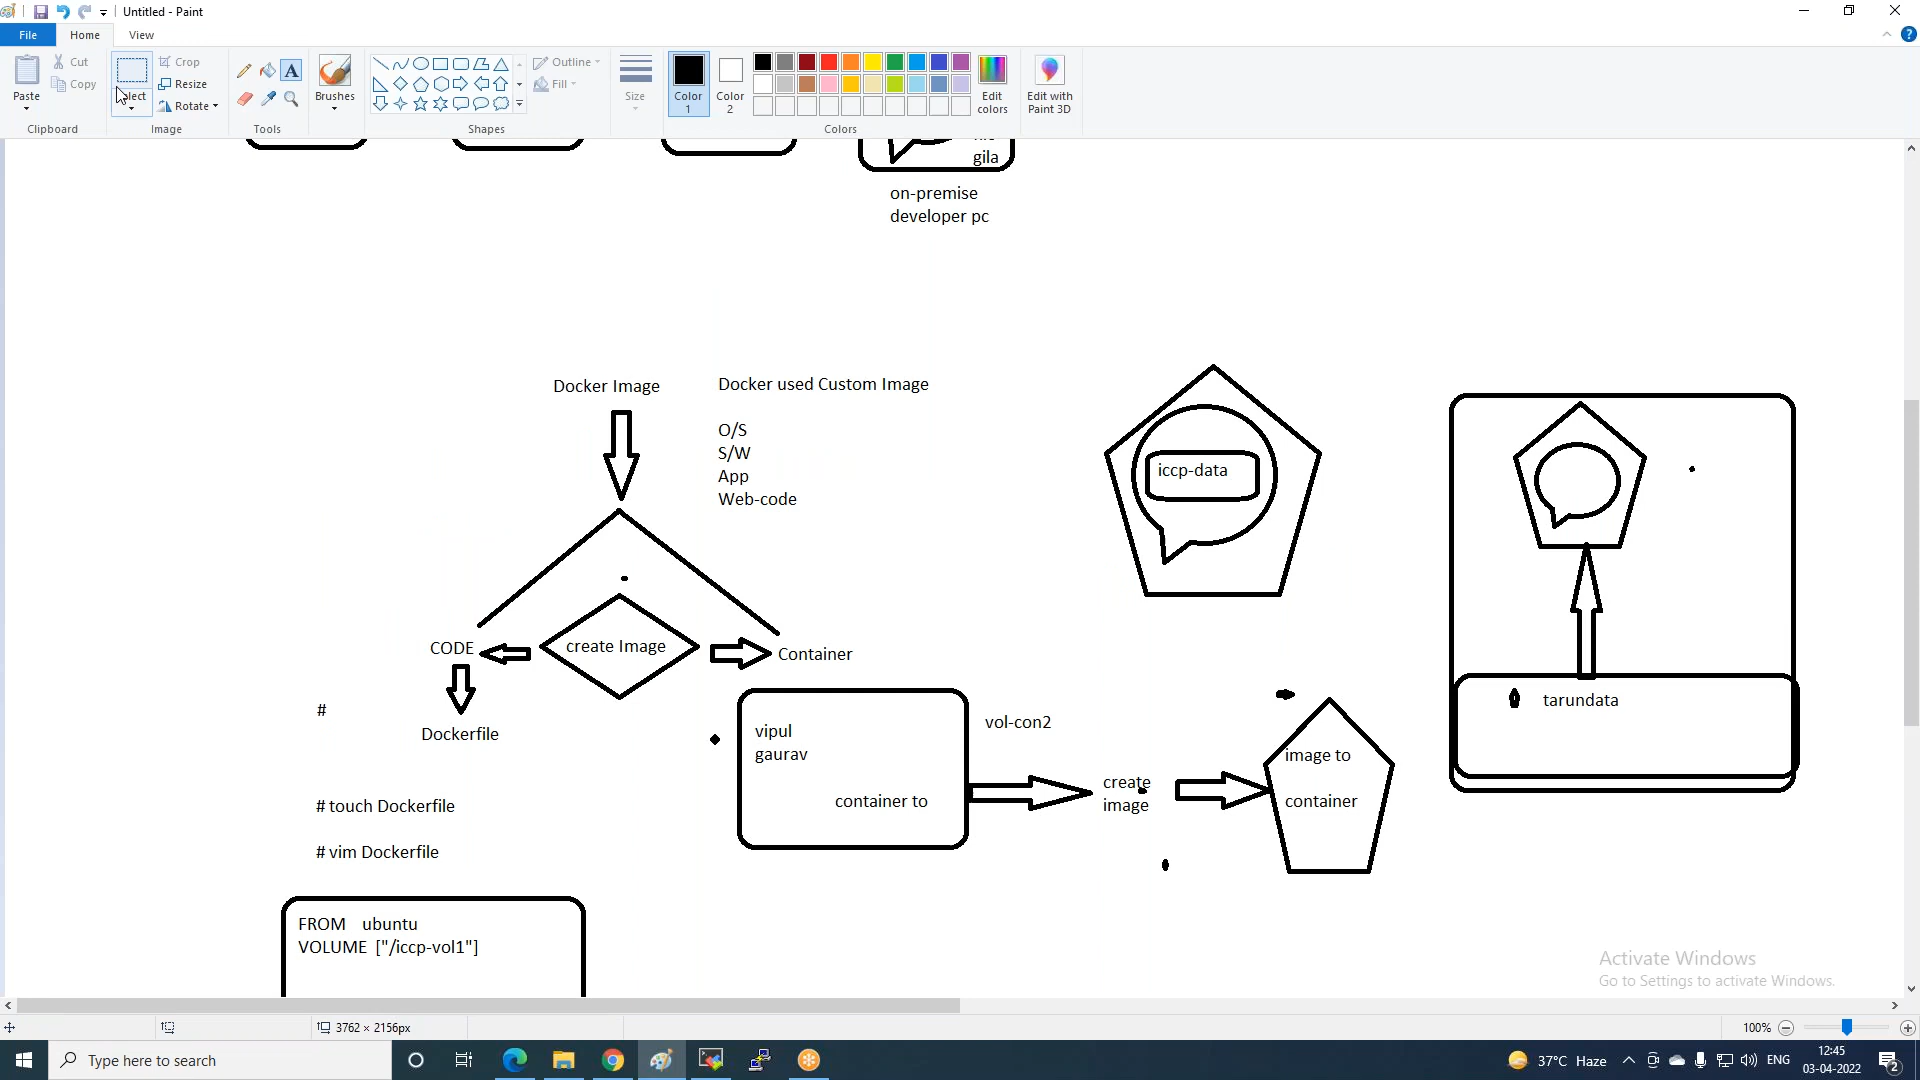 Untitled - Paint
File
Home
View
Paste
Cut
Copy
Clipboard
lect
Crop
Resize
Rotate
Image
Tools
Brushes
Shapes
Outline
Fill
Size
Color 1
Color 2
Edit colors
Edit with Paint 3D
Colors
gila
on-premise
developer pc
Docker Image
Docker used Custom Image
O/S
S/W
App
Web-code
iccp-data
CODE
create Image
Container
#
Dockerfile
vipul
gaurav
container to
vol-con2
create
image
image to
container
tarundata
# touch Dockerfile
# vim Dockerfile
FROM ubuntu
VOLUME ["/iccp-vol1"]
Activate Windows
Go to Settings to activate Windows.
3762 × 2156px
100%
Type here to search
37°C Haze
ENG
12:45
03-04-2022
2